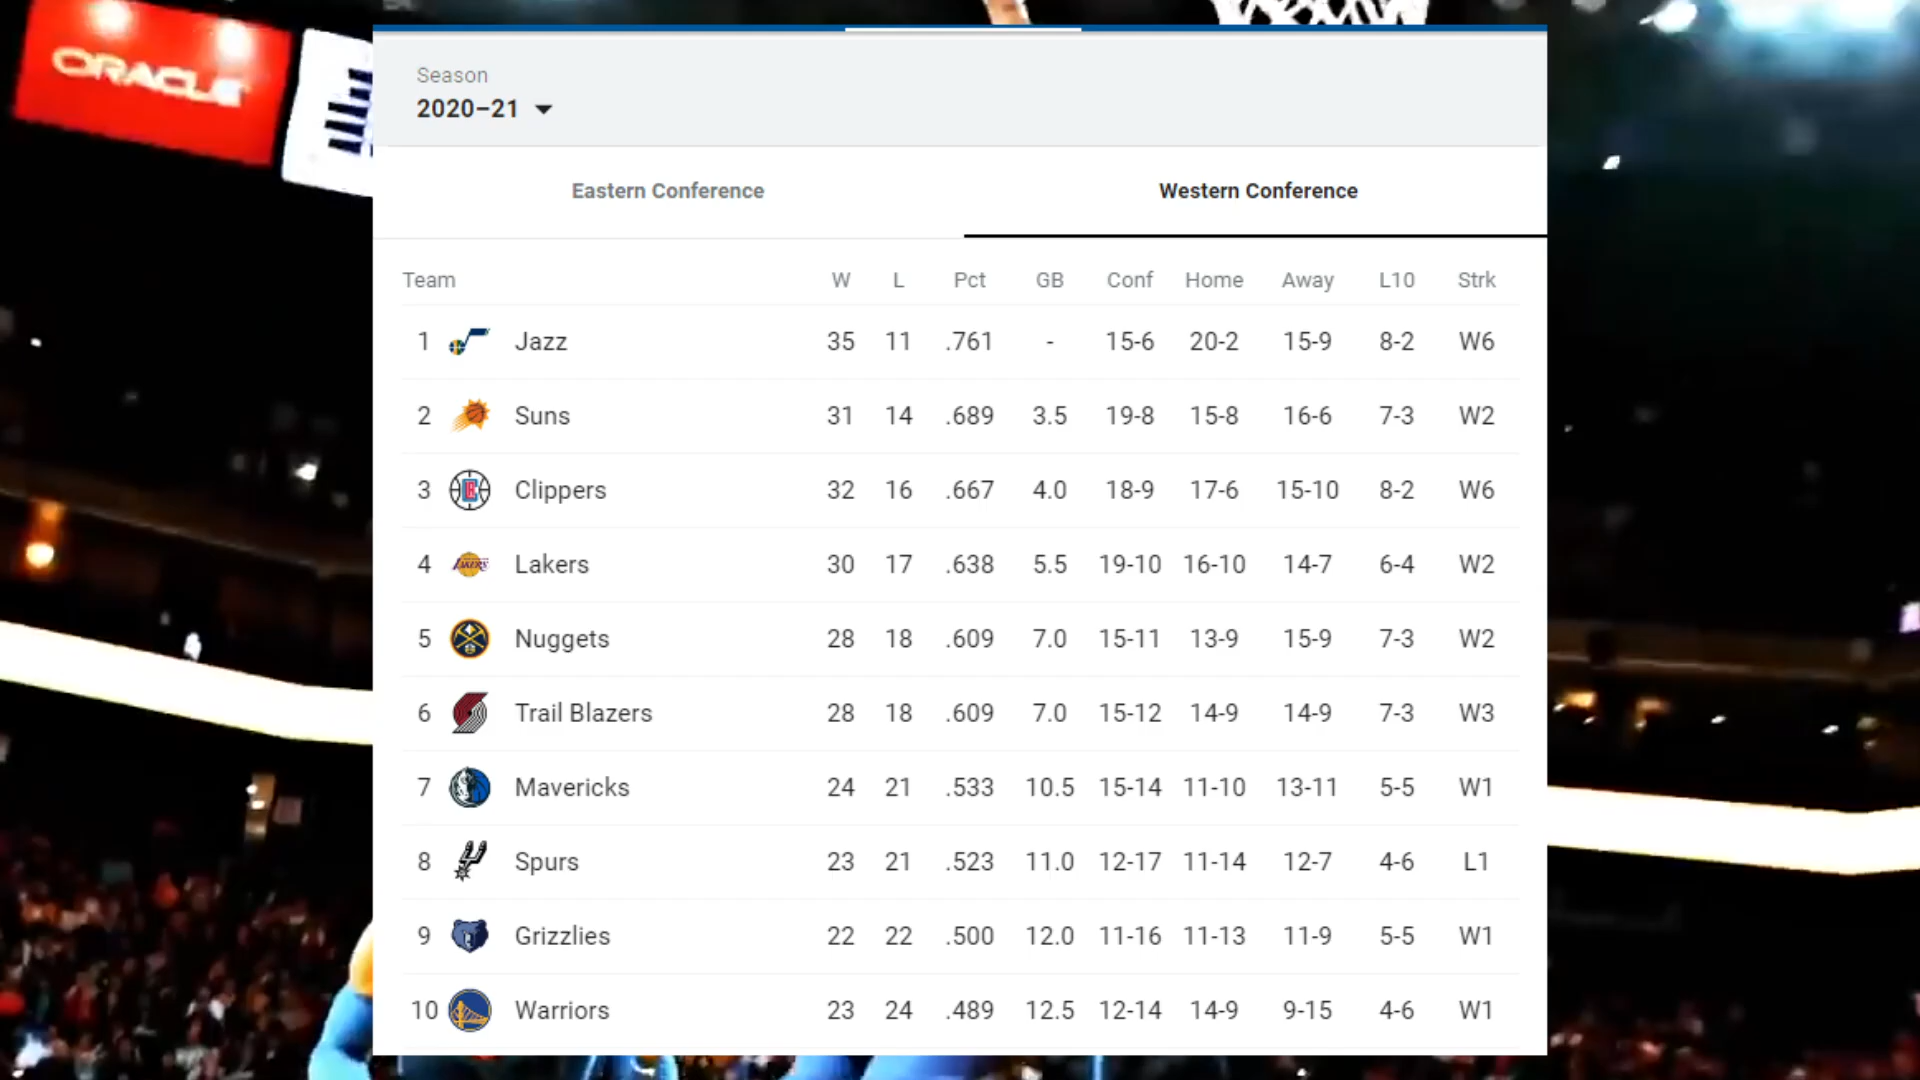 ORACLE
Season
2020–21
Eastern Conference Western Conference
Team W L Pct GB Conf Home Away L10 Strk
1 Jazz 35 11 .761 - 15-6 20-2 15-9 8-2 W6
2 Suns 31 14 .689 3.5 19-8 15-8 16-6 7-3 W2
3 Clippers 32 16 .667 4.0 18-9 17-6 15-10 8-2 W6
4 LAKERS Lakers 30 17 .638 5.5 19-10 16-10 14-7 6-4 W2
5 Nuggets 28 18 .609 7.0 15-11 13-9 15-9 7-3 W2
6 Trail Blazers 28 18 .609 7.0 15-12 14-9 14-9 7-3 W3
7 Mavericks 24 21 .533 10.5 15-14 11-10 13-11 5-5 W1
8 Spurs 23 21 .523 11.0 12-17 11-14 12-7 4-6 L1
9 Grizzlies 22 22 .500 12.0 11-16 11-13 11-9 5-5 W1
10 Warriors 23 24 .489 12.5 12-14 14-9 9-15 4-6 W1